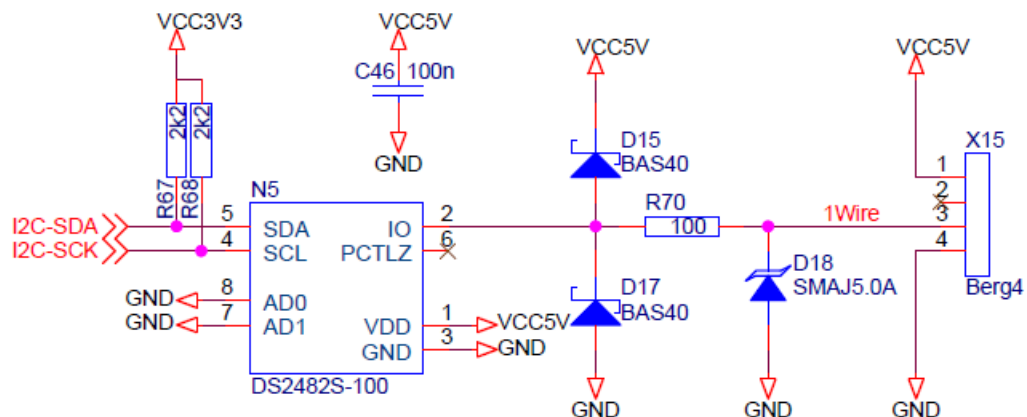 VCC3V3
VCC5V
VCC5V
VCC5V
C46 100n
2k2
2k2
GND
D15
BAS40
X15
R67
R68
N5
R70
1
2
I2C-SDA
5
SDA
IO
2
100
1Wire
3
I2C-SCK
4
SCL
PCTLZ
6
4
D17
BAS40
D18
SMAJ5.0A
Berg4
GND
8
AD0
GND
7
AD1
VDD
1
VCC5V
GND
3
GND
DS2482S-100
GND
GND
GND